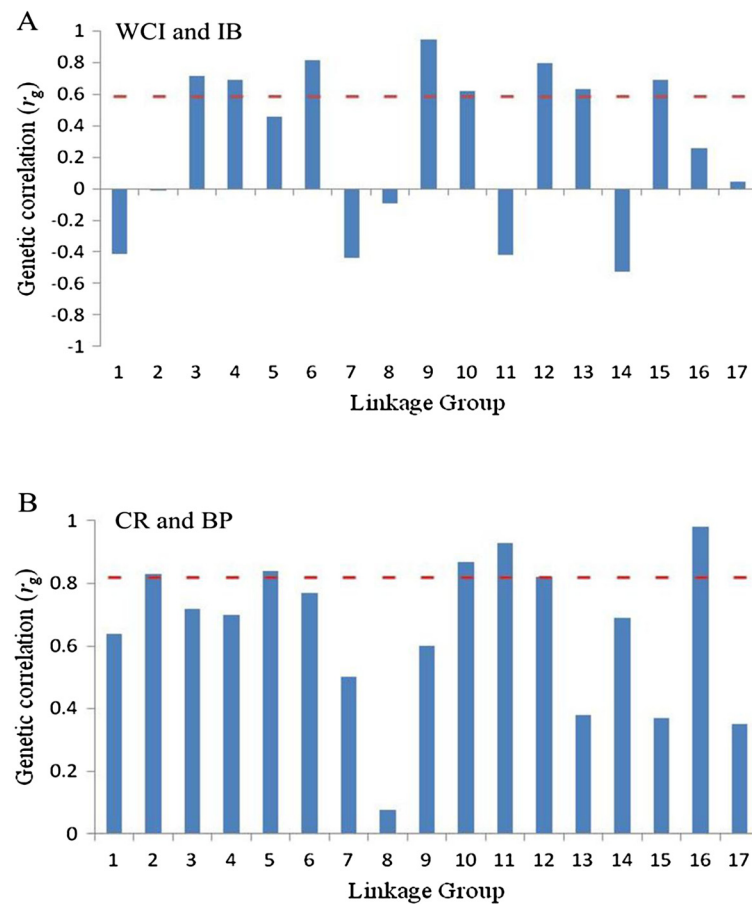 A
WCI and IB
Genetic correlation (rg)
1
0.8
0.6
0.4
0.2
0
-0.2
-0.4
-0.6
-0.8
-1
1 2 3 4 5 6 7 8 9 10 11 12 13 14 15 16 17
Linkage Group
B
CR and BP
Genetic correlation (rg)
1
0.8
0.6
0.4
0.2
0
1 2 3 4 5 6 7 8 9 10 11 12 13 14 15 16 17
Linkage Group